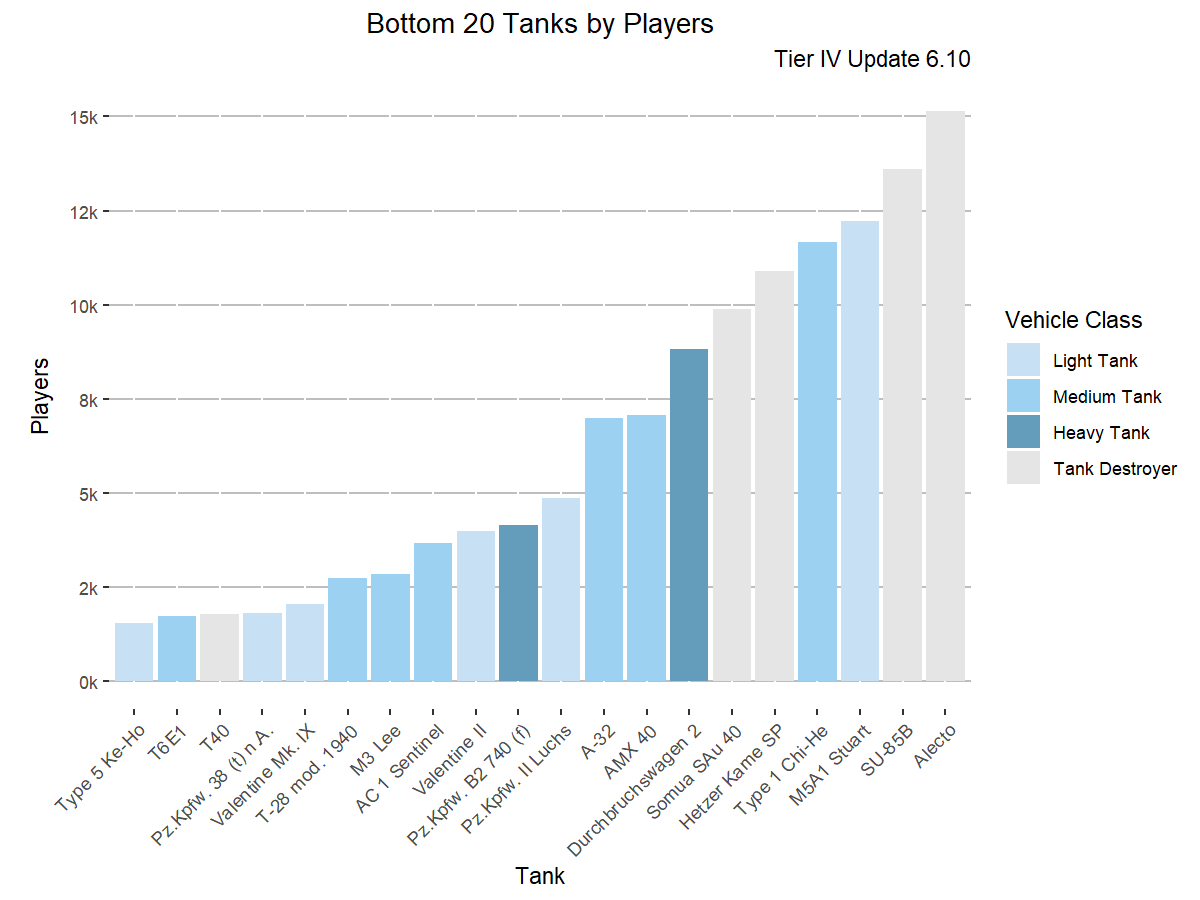 Bottom 20 Tanks by Players
Tier IV Update 6.10
15k
12k
10k
8k
5k
2k
0k
Players
Type 5 Ke-Ho
T6E1
T40
Pz.Kpfw. 38 (t) n.A.
Valentine Mk. IX
T-28 mod. 1940
M3 Lee
AC 1 Sentinel
Valentine II
Pz.Kpfw. B2 740 (f)
Pz.Kpfw. II Luchs
A-32
AMX 40
Durchbruchswagen 2
Somua SAu 40
Hetzer Kame SP
Type 1 Chi-He
M5A1 Stuart
SU-85B
Alecto
Tank
Vehicle Class
Light Tank
Medium Tank
Heavy Tank
Tank Destroyer